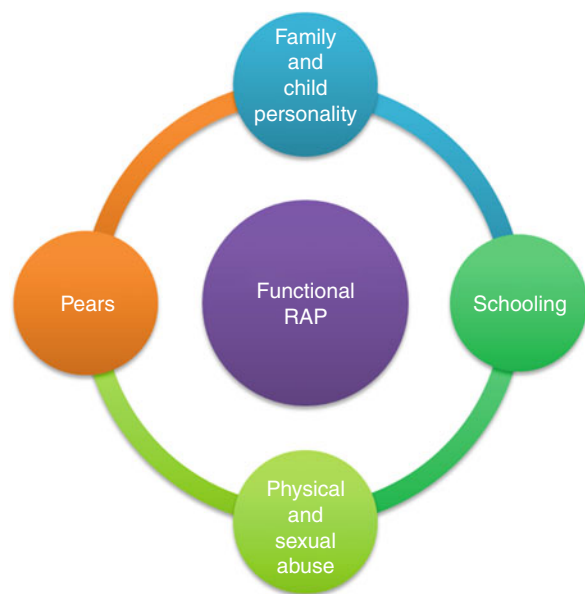 Family
and
child
personality
Pears
Functional
RAP
Schooling
Physical
and
sexual
abuse